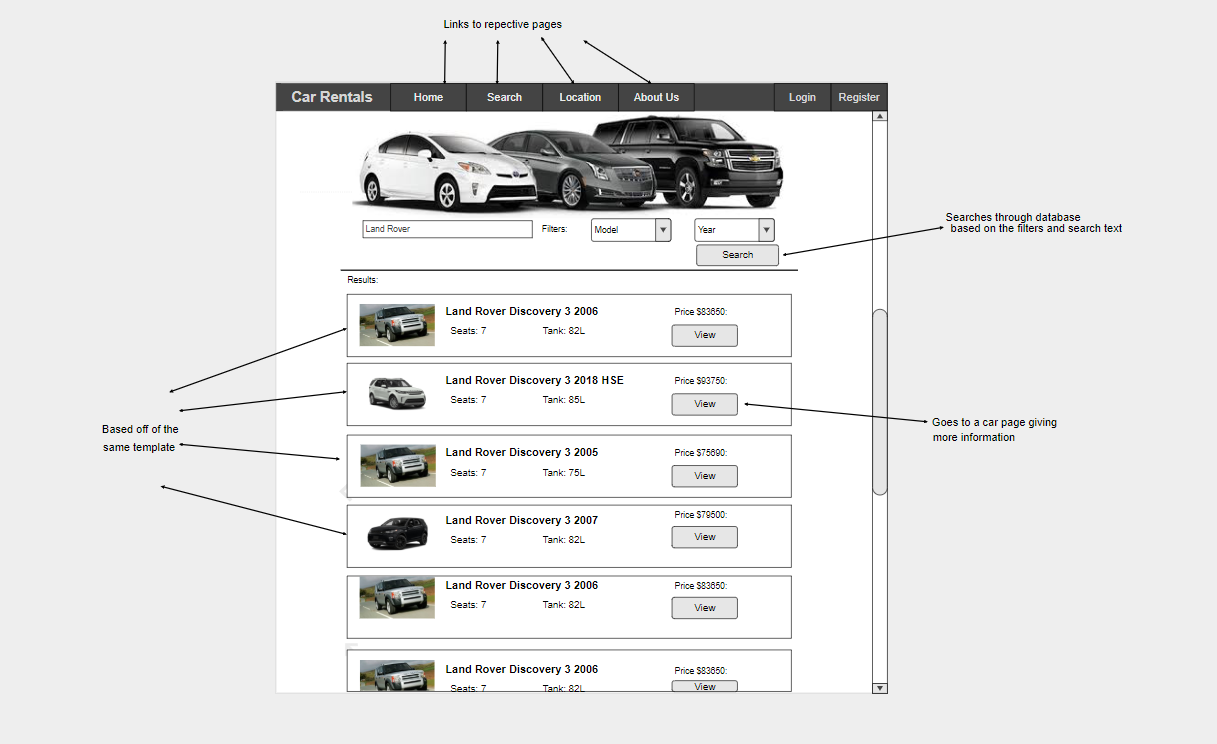 Links to repective pages
Car Rentals Home Search Location About Us Login Register
Land Rover Filters: Model Year
Search
Searches through database
based on the filters and search text
Results:
Land Rover Discovery 3 2006 Price $83650:
Seats: 7 Tank: 82L View
Land Rover Discovery 3 2018 HSE Price $93750:
Seats: 7 Tank: 85L View
Goes to a car page giving
more information
Based off of the
same template
Land Rover Discovery 3 2005 Price $75690:
Seats: 7 Tank: 75L View
Land Rover Discovery 3 2007 Price $79500:
Seats: 7 Tank: 82L View
Land Rover Discovery 3 2006 Price $83650:
Seats: 7 Tank: 82L View
Land Rover Discovery 3 2006 Price $83650:
Seats: 7 Tank: 82L View